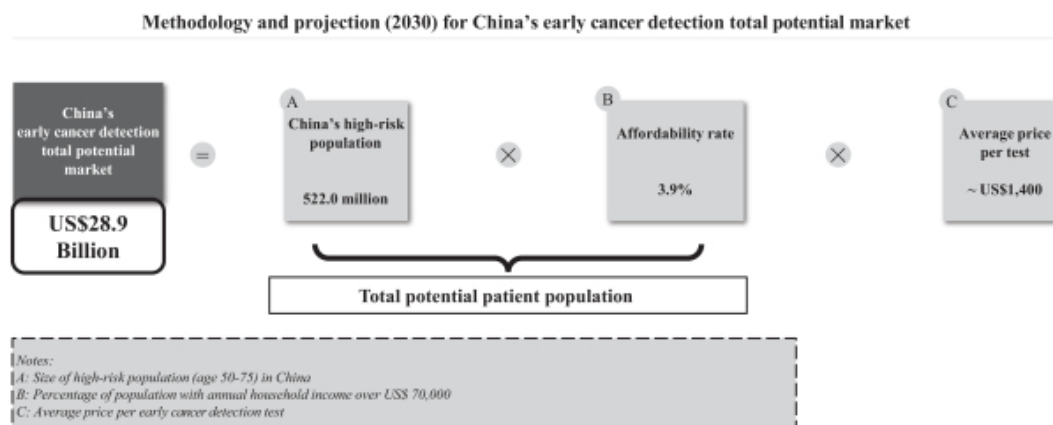 Methodology and projection (2030) for China's early cancer detection total potential market
China's
early cancer detection
total potential
market
US$28.9
Billion
=
A
China's high-risk
population
522.0 million
×
B
Affordability rate
3.9%
×
C
Average price
per test
~ US$1,400
Total potential patient population
Notes:
A: Size of high-risk population (age 50-75) in China
B: Percentage of population with annual household income over US$ 70,000
C: Average price per early cancer detection test